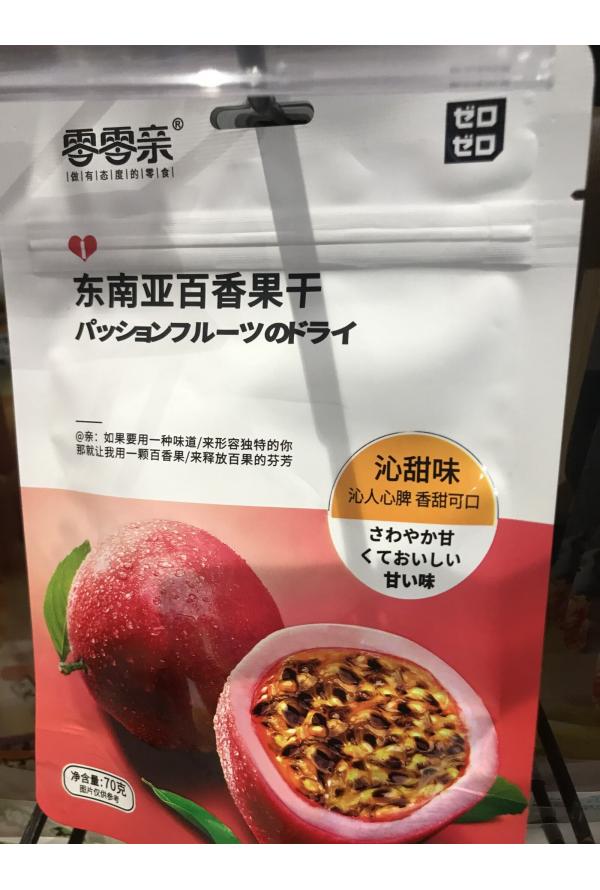 零零亲®
|做|有|态|度|的|零|食|
ゼロ
ゼロ
东南亚百香果干
パッションフルーツのドライ
@亲：如果要用一种味道/来形容独特的你
那就让我用一颗百香果/来释放百果的芬芳
沁甜味
沁人心脾 香甜可口
さわやか甘
くておいしい
甘い味
净含量:70克
图片仅供参考